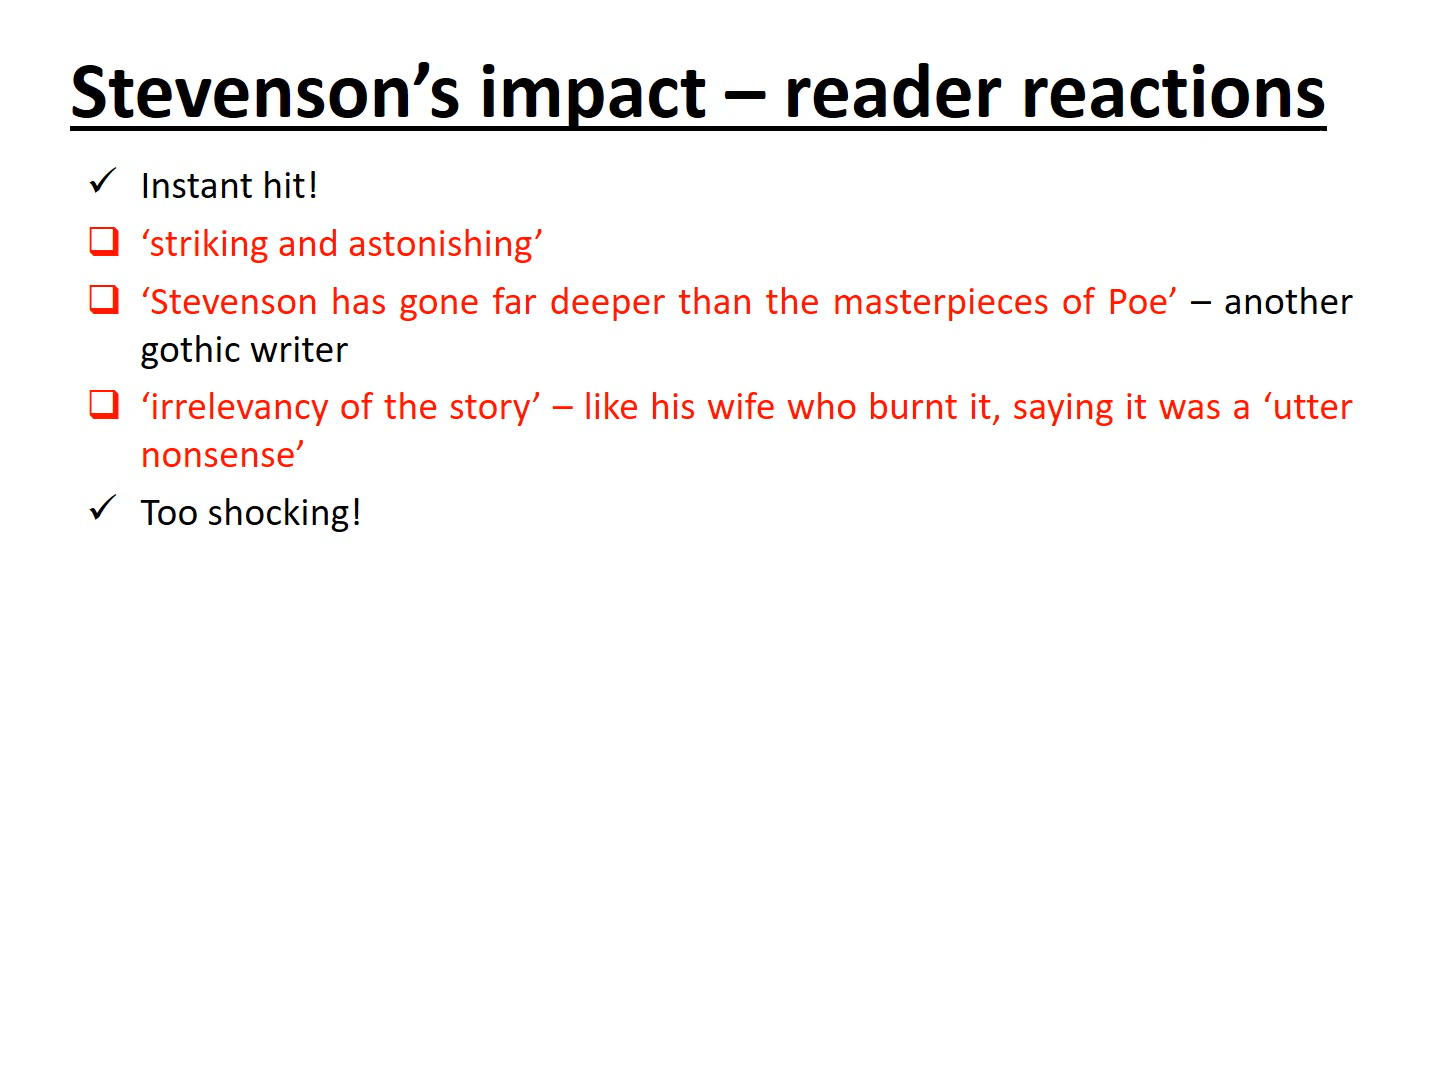 Stevenson’s impact – reader reactions
✓ Instant hit!
❑ ‘striking and astonishing’
❑ ‘Stevenson has gone far deeper than the masterpieces of Poe’ – another
gothic writer
❑ ‘irrelevancy of the story’ – like his wife who burnt it, saying it was a ‘utter
nonsense’
✓ Too shocking!